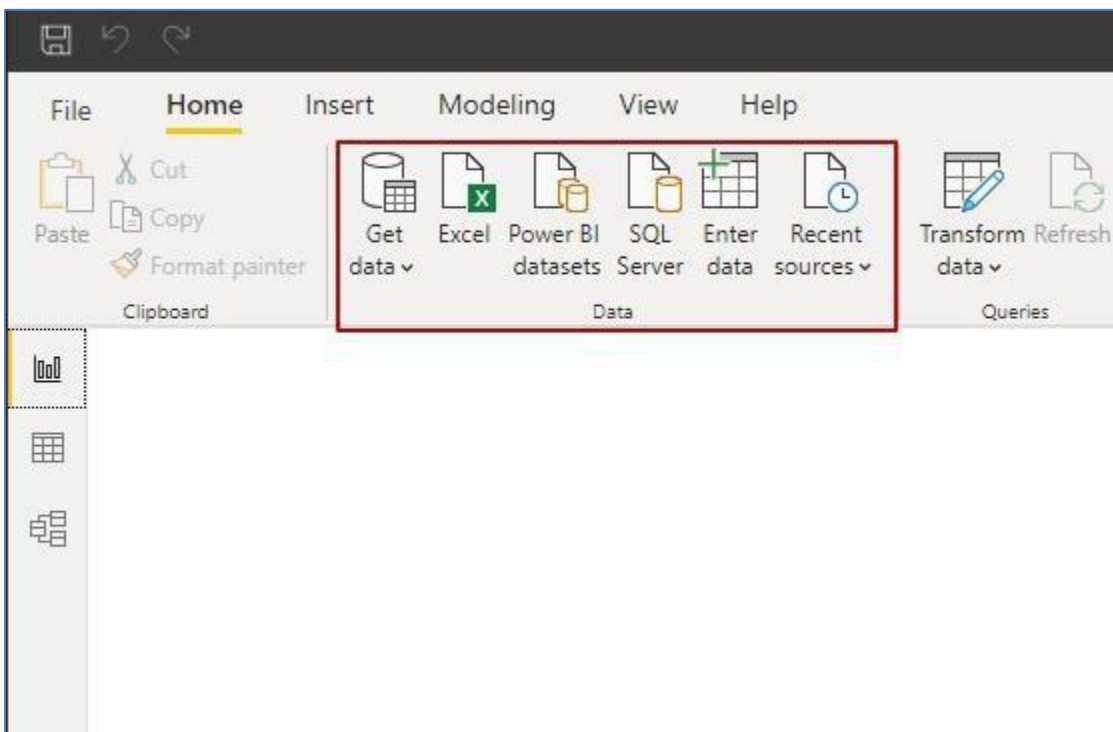 File Home Insert Modeling View Help
Paste
Cut
Copy
Format painter
Clipboard
Get
data
Excel
Power BI
datasets
SQL
Server
Enter
data
Recent
sources
Data
Transform
data
Refresh
Queries